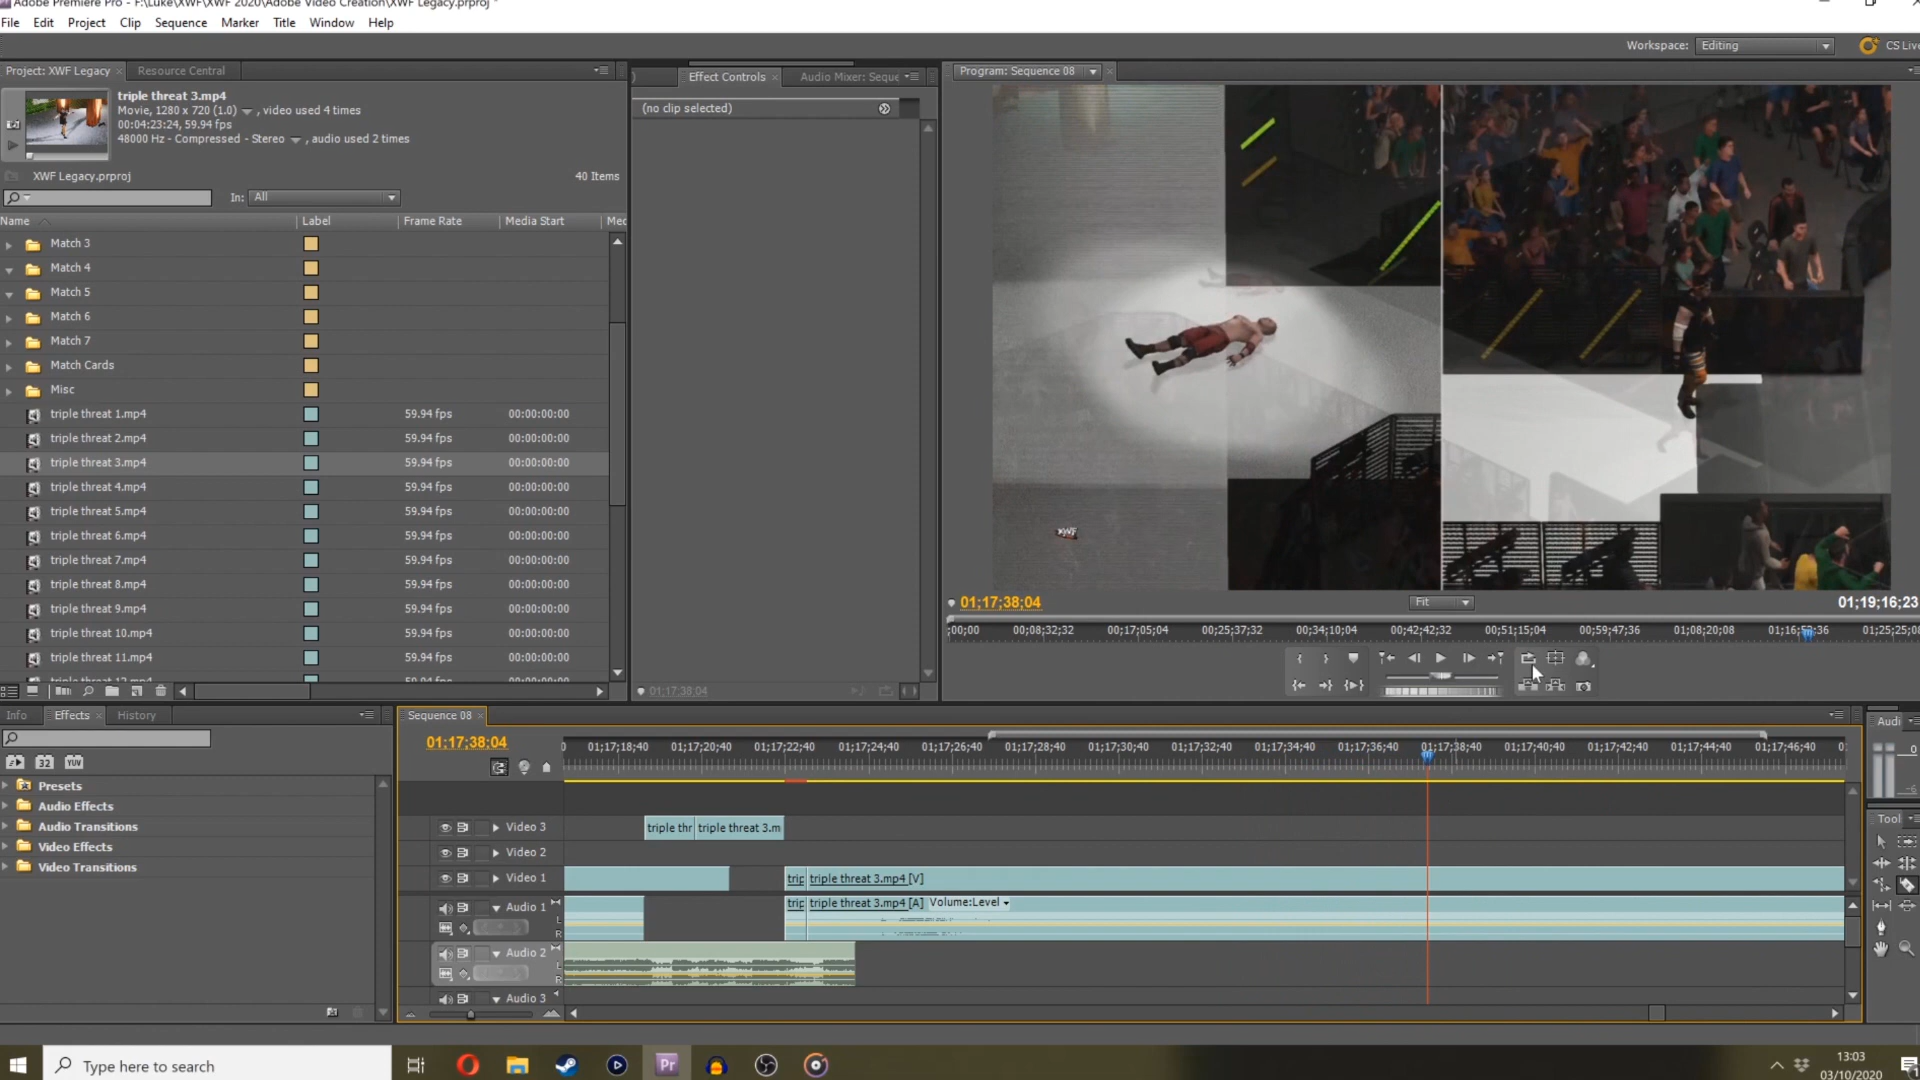 Adobe Premiere Pro - F:\Luke\XWF\XWF 2020\Adobe Video Creation\XWF Legacy.prproj *
File Edit Project Clip Sequence Marker Title Window Help
Workspace: Editing CS Live
Project: XWF Legacy Resource Central
triple threat 3.mp4
Movie, 1280 x 720 (1.0) , video used 4 times
00:04:23:24, 59.94 fps
48000 Hz - Compressed - Stereo , audio used 2 times
XWF Legacy.prproj 40 Items
In: All
Name Label Frame Rate Media Start Med
Match 3
Match 4
Match 5
Match 6
Match 7
Match Cards
Misc
triple threat 1.mp4 59.94 fps 00:00:00:00
triple threat 2.mp4 59.94 fps 00:00:00:00
triple threat 3.mp4 59.94 fps 00:00:00:00
triple threat 4.mp4 59.94 fps 00:00:00:00
triple threat 5.mp4 59.94 fps 00:00:00:00
triple threat 6.mp4 59.94 fps 00:00:00:00
triple threat 7.mp4 59.94 fps 00:00:00:00
triple threat 8.mp4 59.94 fps 00:00:00:00
triple threat 9.mp4 59.94 fps 00:00:00:00
triple threat 10.mp4 59.94 fps 00:00:00:00
triple threat 11.mp4 59.94 fps 00:00:00:00
Effect Controls Audio Mixer: Seque
(no clip selected)
01;17;38;04
Program: Sequence 08
XWF
01;17;38;04 Fit 01;19;16;23
;00;00 00;08;32;32 00;17;05;04 00;25;37;32 00;34;10;04 00;42;42;32 00;51;15;04 00;59;47;36 01;08;20;08 01;16;52;36 01;25;25;08
Info Effects History
32 YUV
Presets
Audio Effects
Audio Transitions
Video Effects
Video Transitions
Sequence 08
01;17;38;04
01;17;18;40 01;17;20;40 01;17;22;40 01;17;24;40 01;17;26;40 01;17;28;40 01;17;30;40 01;17;32;40 01;17;34;40 01;17;36;40 01;17;38;40 01;17;40;40 01;17;42;40 01;17;44;40 01;17;46;40
Video 3 triple thr triple threat 3.m
Video 2
Video 1 trip triple threat 3.mp4 [V]
Audio 1 trip triple threat 3.mp4 [A] Volume:Level
L
R
Audio 2
L
R
Audio 3
Audi
0
-6
Tool
Type here to search
Pr
13:03
03/10/2020